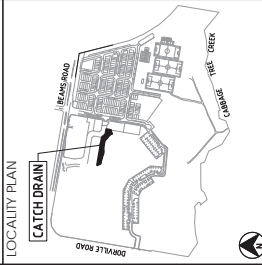 LOCALITY PLAN
CATCH DRAIN
BEAMS ROAD
CABBAGE TREE CREEK
DORVILLE ROAD
N